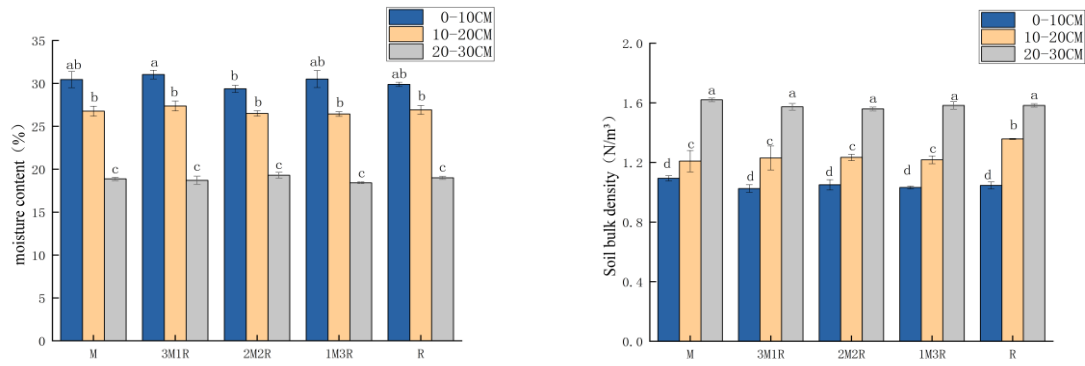 0-10CM
10-20CM
20-30CM
35
30
25
20
15
10
5
0
moisture content (%)
ab
b
c
a
b
c
b
b
c
ab
b
c
ab
b
c
M
3M1R
2M2R
1M3R
R
0-10CM
10-20CM
20-30CM
2.0
1.6
1.2
0.8
0.4
0.0
Soil bulk density (N/m³)
d
c
a
d
c
a
d
c
a
d
c
a
d
b
a
M
3M1R
2M2R
1M3R
R